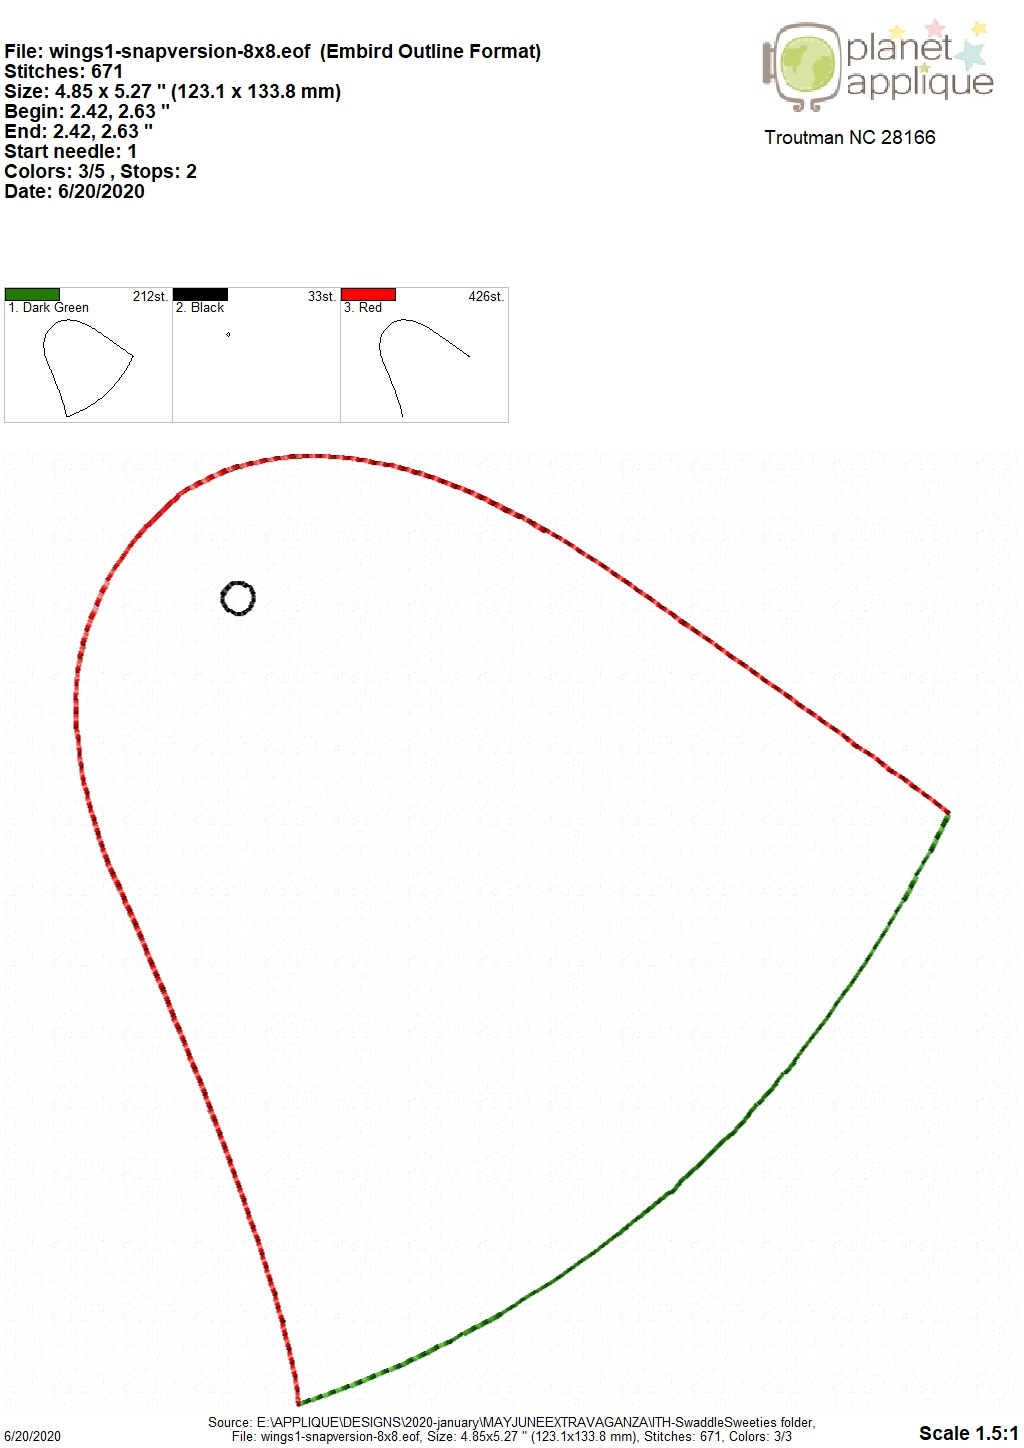 File: wings1-snapversion-8x8.eof  (Embird Outline Format)
Stitches: 671
Size: 4.85 x 5.27 " (123.1 x 133.8 mm)
Begin: 2.42, 2.63 "
End: 2.42, 2.63 "
Start needle: 1
Colors: 3/5 , Stops: 2
Date: 6/20/2020
planet
applique
Troutman NC 28166
212st.
1. Dark Green
33st.
2. Black
426st.
3. Red
Source: E:\APPLIQUE\DESIGNS\2020-january\MAYJUNEEXTRAVAGANZA\ITH-SwaddleSweeties folder,
6/20/2020
File: wings1-snapversion-8x8.eof, Size: 4.85x5.27 " (123.1x133.8 mm), Stitches: 671, Colors: 3/3
Scale 1.5:1